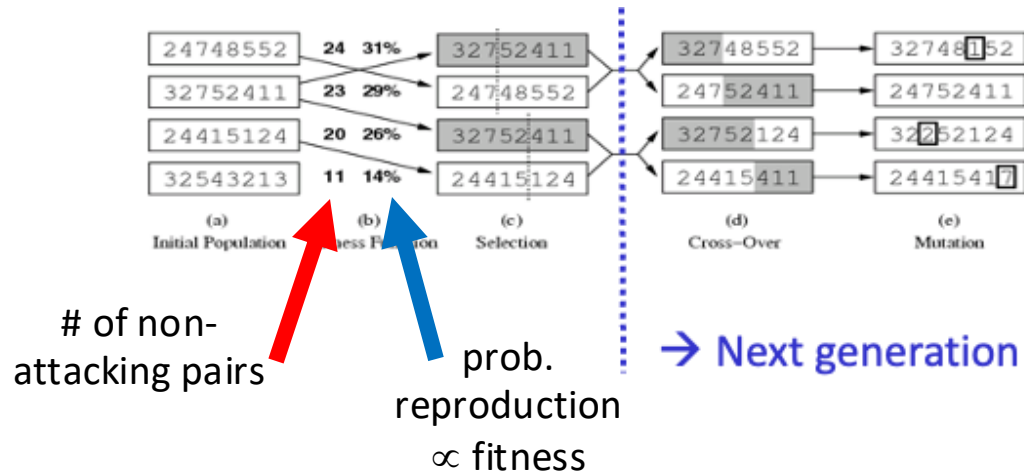 24748552 24 31% 32752411 32748552 32748152
32752411 23 29% 24748552 24752411 24752411
24415124 20 26% 32752411 32752124 32252124
32543213 11 14% 24415124 24415411 24415417
(a) (b) (c) (d) (e)
Initial Population Selection Cross-Over Mutation
# of non-
attacking pairs
prob.
reproduction
∝ fitness
→ Next generation